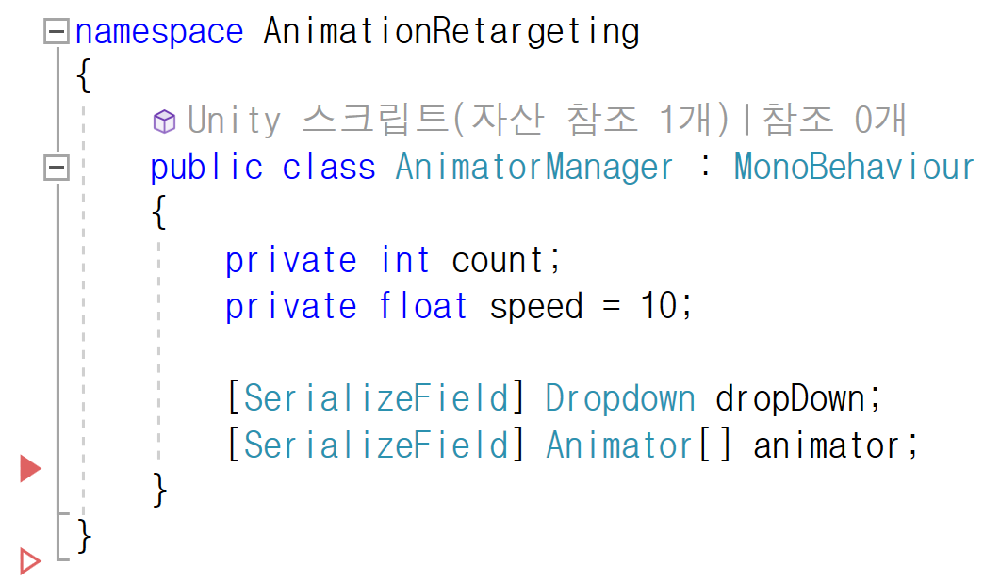 namespace AnimationRetargeting
{
Unity 스크립트(자산 참조 1개)|참조 0개
public class AnimatorManager : MonoBehaviour
{
private int count;
private float speed = 10;
[SerializeField] Dropdown dropDown;
[SerializeField] Animator[] animator;
}
}